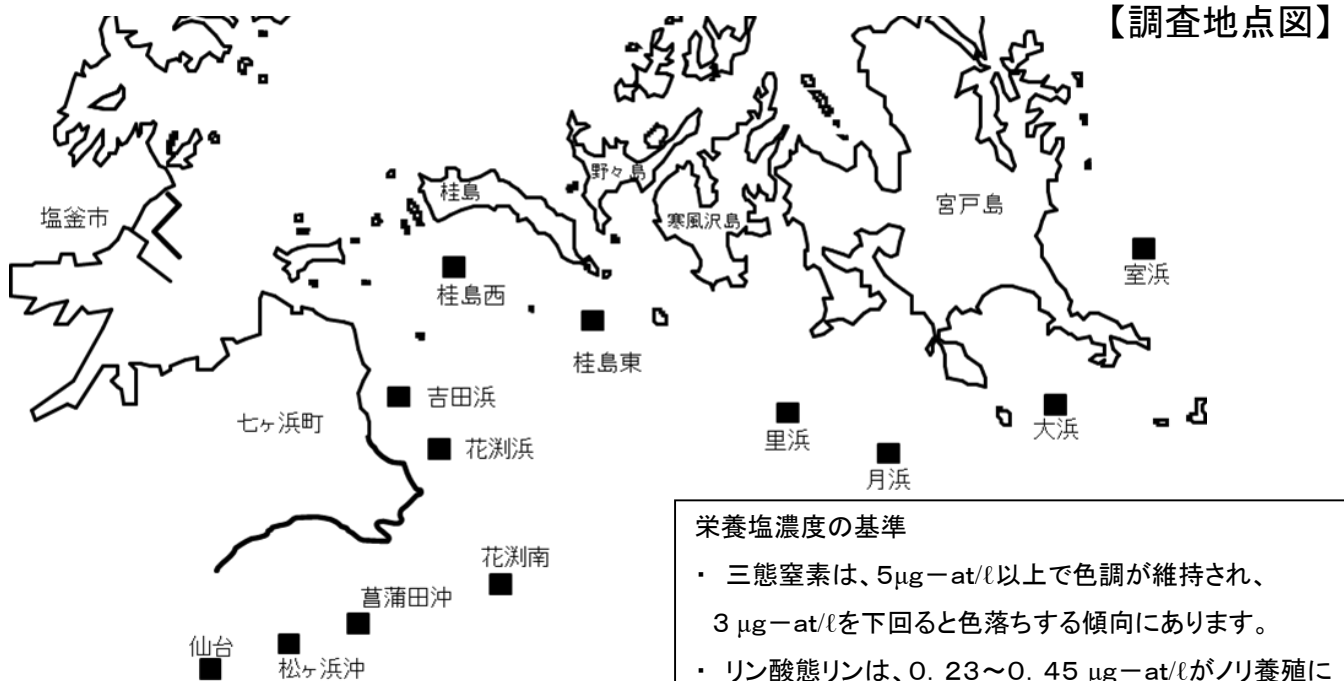 【調査地点図】
野々島
桂島
宮戸島
塩釜市
寒風沢島
室浜
桂島西
桂島東
吉田浜
七ヶ浜町
大浜
里浜
花渕浜
月浜
栄養塩濃度の基準
・ 三態窒素は、5μg－at/ℓ以上で色調が維持され、
3 μg－at/ℓを下回ると色落ちする傾向にあります。
・ リン酸態リンは、0．23～0．45 μg－at/ℓがノリ養殖に
花渕南
菖蒲田沖
仙台
松ヶ浜沖